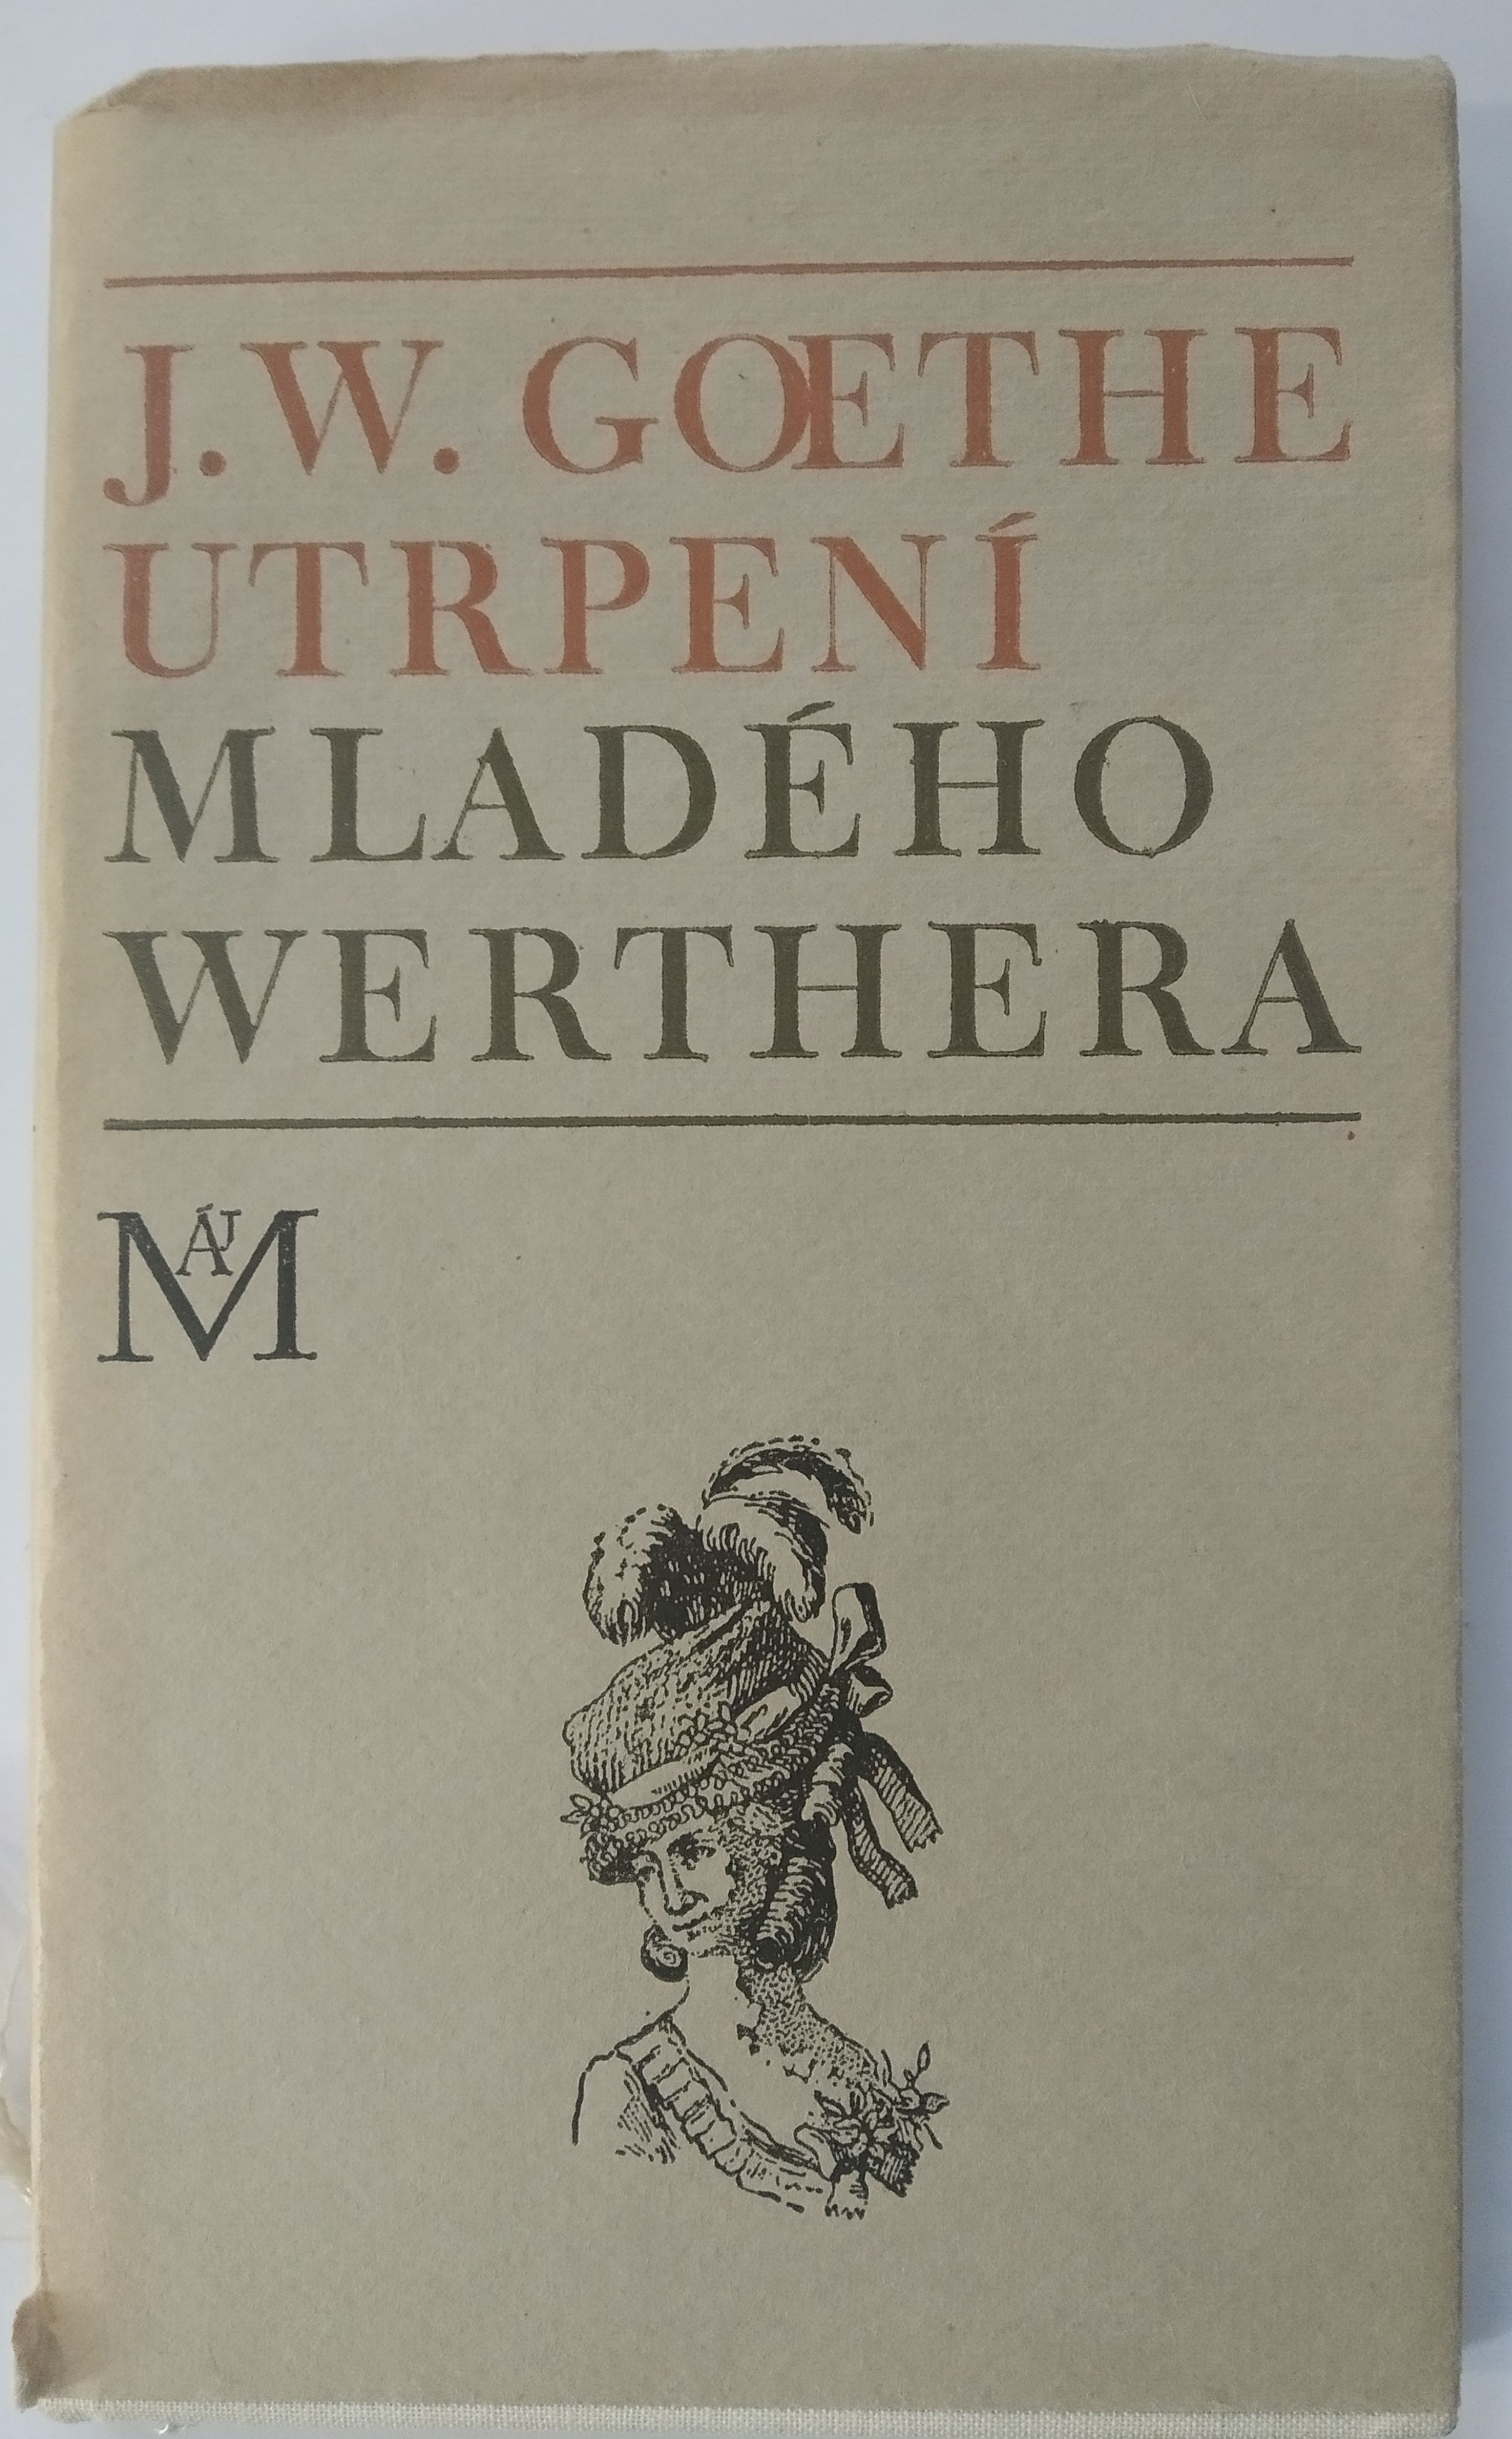 J. W. GOETHE
UTRPENÍ
MLADÉHO
WERTHERA
MÁJ